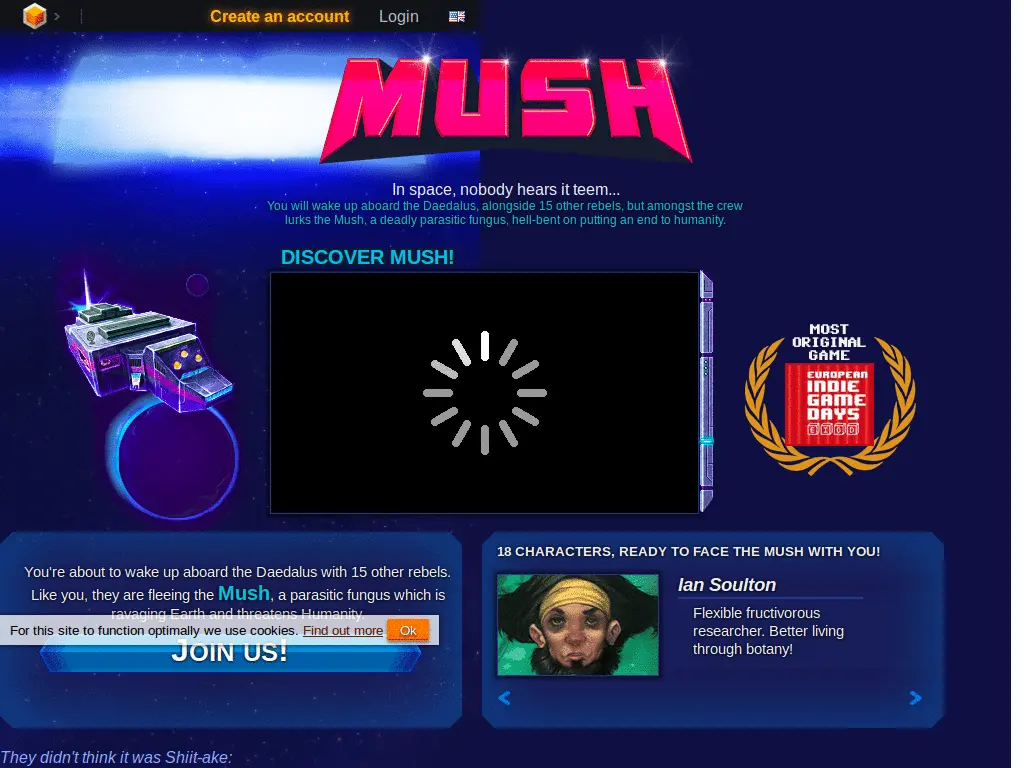 Create an account Login
MUSH
In space, nobody hears it teem...
You will wake up aboard the Daedalus, alongside 15 other rebels, but amongst the crew
lurks the Mush, a deadly parasitic fungus, hell-bent on putting an end to humanity.
DISCOVER MUSH!
MOST
ORIGINAL
GAME
EUROPEAN
INDIE
GAME
DAYS
You're about to wake up aboard the Daedalus with 15 other rebels.
Like you, they are fleeing the Mush, a parasitic fungus which is
ravaging Earth and threatens Humanity.
For this site to function optimally we use cookies. Find out more Ok
JOIN US!
18 CHARACTERS, READY TO FACE THE MUSH WITH YOU!
Ian Soulton
Flexible fructivorous
researcher. Better living
through botany!
They didn't think it was Shiit-ake: